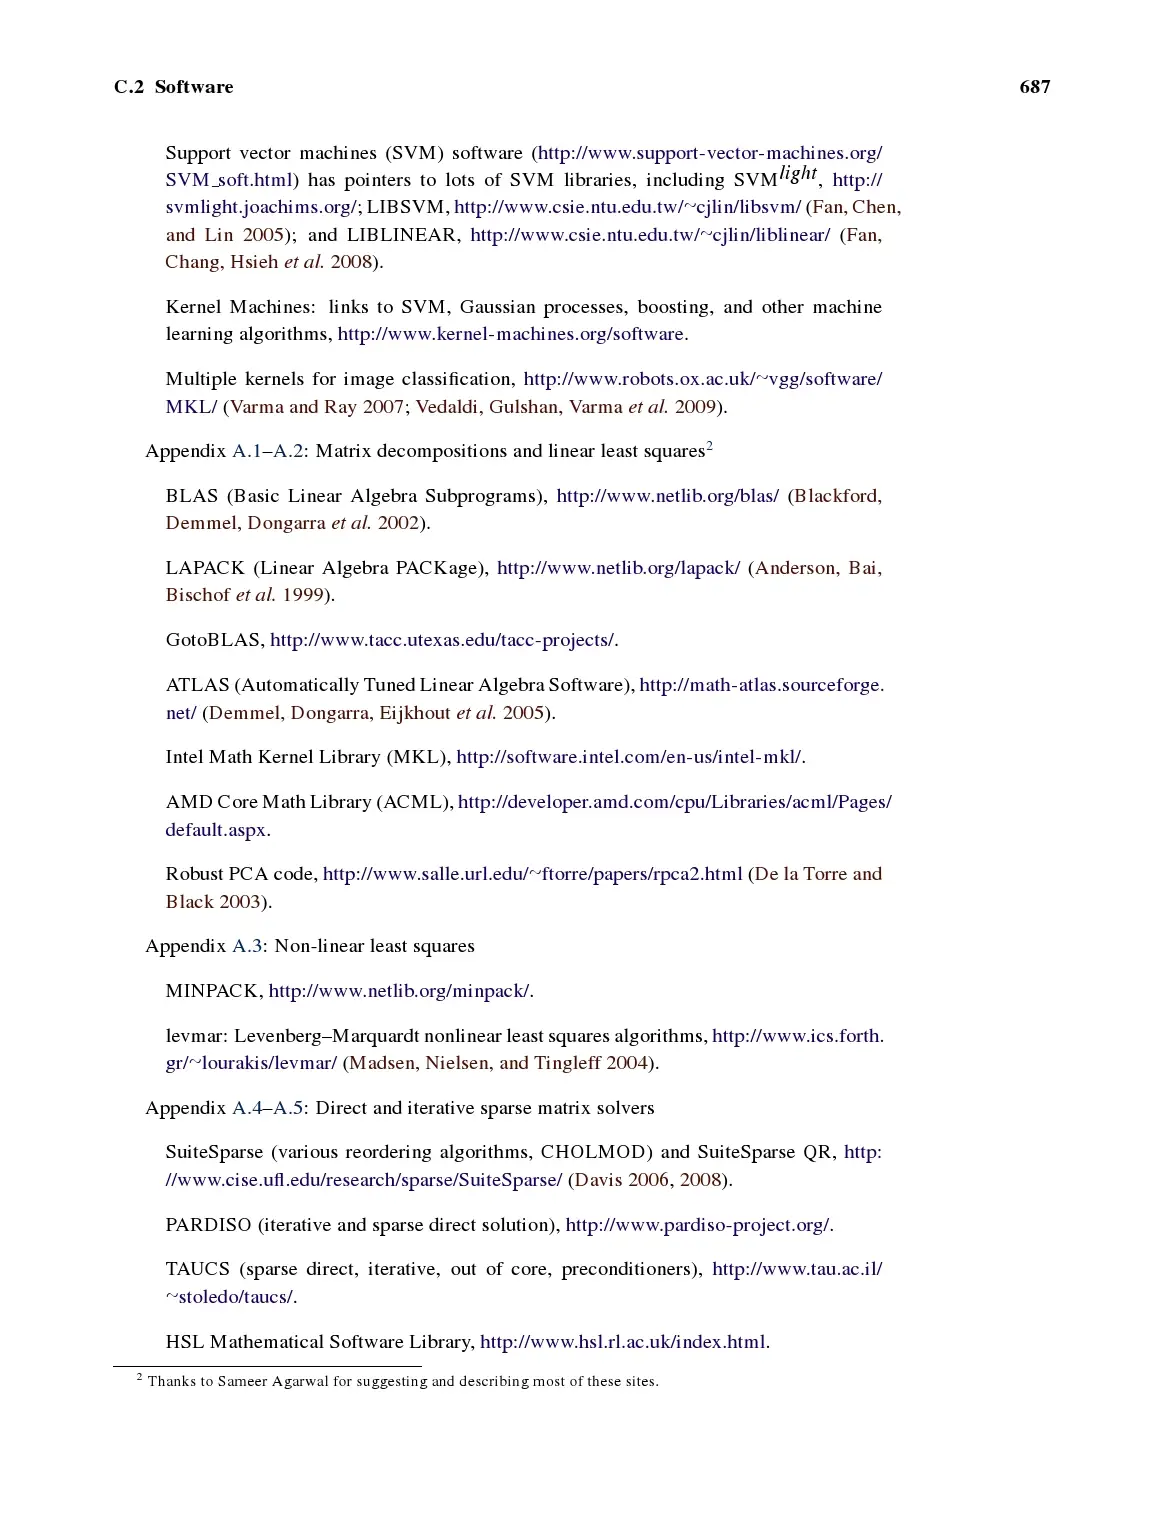 C.2 Software 687
Support vector machines (SVM) software (http://www.support-vector-machines.org/
SVM_soft.html) has pointers to lots of SVM libraries, including SVMlight, http://
svmlight.joachims.org/; LIBSVM, http://www.csie.ntu.edu.tw/~cjlin/libsvm/ (Fan, Chen,
and Lin 2005); and LIBLINEAR, http://www.csie.ntu.edu.tw/~cjlin/liblinear/ (Fan,
Chang, Hsieh et al. 2008).
Kernel Machines: links to SVM, Gaussian processes, boosting, and other machine
learning algorithms, http://www.kernel-machines.org/software.
Multiple kernels for image classification, http://www.robots.ox.ac.uk/~vgg/software/
MKL/ (Varma and Ray 2007; Vedaldi, Gulshan, Varma et al. 2009).
Appendix A.1–A.2: Matrix decompositions and linear least squares2
BLAS (Basic Linear Algebra Subprograms), http://www.netlib.org/blas/ (Blackford,
Demmel, Dongarra et al. 2002).
LAPACK (Linear Algebra PACKage), http://www.netlib.org/lapack/ (Anderson, Bai,
Bischof et al. 1999).
GotoBLAS, http://www.tacc.utexas.edu/tacc-projects/.
ATLAS (Automatically Tuned Linear Algebra Software), http://math-atlas.sourceforge.
net/ (Demmel, Dongarra, Eijkhout et al. 2005).
Intel Math Kernel Library (MKL), http://software.intel.com/en-us/intel-mkl/.
AMD Core Math Library (ACML), http://developer.amd.com/cpu/Libraries/acml/Pages/
default.aspx.
Robust PCA code, http://www.salle.url.edu/~ftorre/papers/rpca2.html (De la Torre and
Black 2003).
Appendix A.3: Non-linear least squares
MINPACK, http://www.netlib.org/minpack/.
levmar: Levenberg–Marquardt nonlinear least squares algorithms, http://www.ics.forth.
gr/~lourakis/levmar/ (Madsen, Nielsen, and Tingleff 2004).
Appendix A.4–A.5: Direct and iterative sparse matrix solvers
SuiteSparse (various reordering algorithms, CHOLMOD) and SuiteSparse QR, http:
//www.cise.ufl.edu/research/sparse/SuiteSparse/ (Davis 2006, 2008).
PARDISO (iterative and sparse direct solution), http://www.pardiso-project.org/.
TAUCS (sparse direct, iterative, out of core, preconditioners), http://www.tau.ac.il/
~stoledo/taucs/.
HSL Mathematical Software Library, http://www.hsl.rl.ac.uk/index.html.
2 Thanks to Sameer Agarwal for suggesting and describing most of these sites.